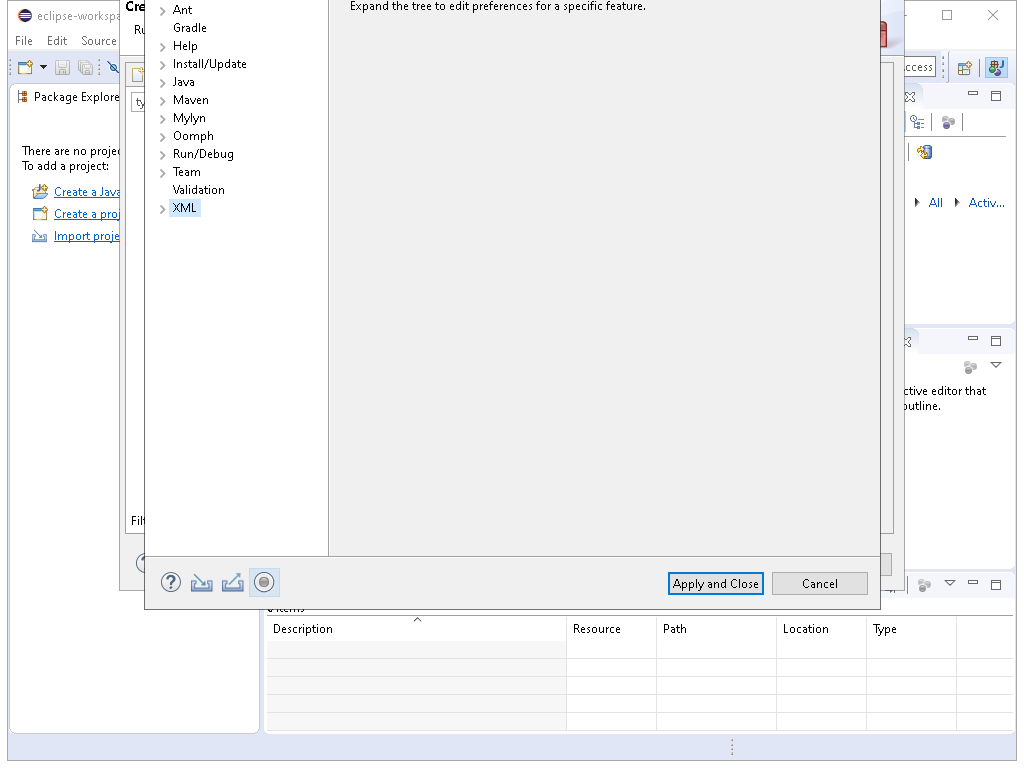 eclipse-workspa
File Edit Source
Cre
Ru
ccess
Package Explore
ty
There are no projec
To add a project:
Create a Java
Create a proj
Import proje
Filt
Ant
Gradle
Help
Install/Update
Java
Maven
Mylyn
Oomph
Run/Debug
Team
Validation
XML
Expand the tree to edit preferences for a specific feature.
Apply and Close
Cancel
All
Activ...
ctive editor that
outline.
0 items
Description Resource Path Location Type